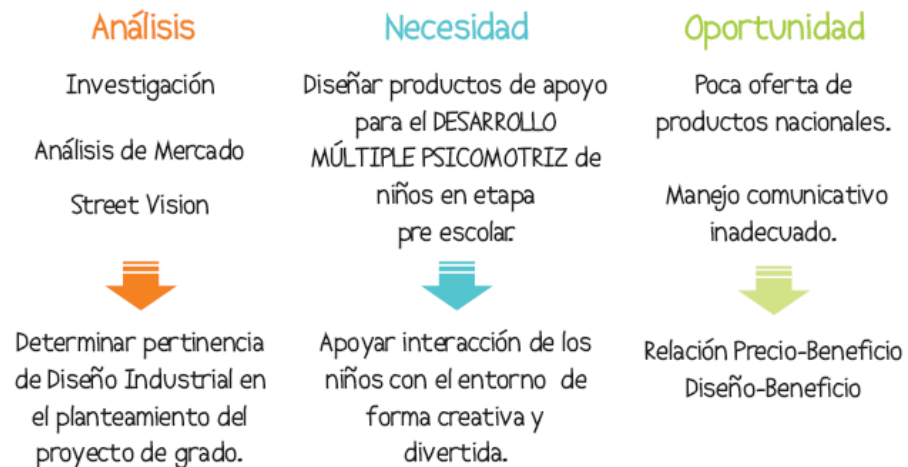 Análisis
Investigación
Análisis de Mercado
Street Vision
Determinar pertinencia
de Diseño Industrial en
el planteamiento del
proyecto de grado.
Necesidad
Diseñar productos de apoyo
para el DESARROLLO
MÚLTIPLE PSICOMOTRIZ de
niños en etapa
pre escolar.
Apoyar interacción de los
niños con el entorno de
forma creativa y
divertida.
Oportunidad
Poca oferta de
productos nacionales.
Manejo comunicativo
inadecuado.
Relación Precio-Beneficio
Diseño-Beneficio